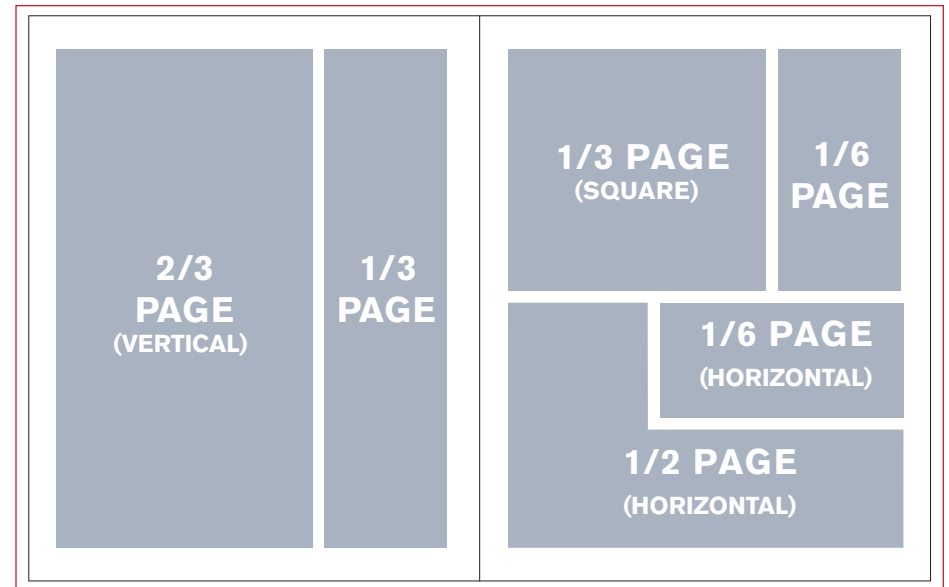 2/3
PAGE
(VERTICAL)
1/3
PAGE
1/3 PAGE
(SQUARE)
1/6
PAGE
1/6 PAGE
(HORIZONTAL)
1/2 PAGE
(HORIZONTAL)